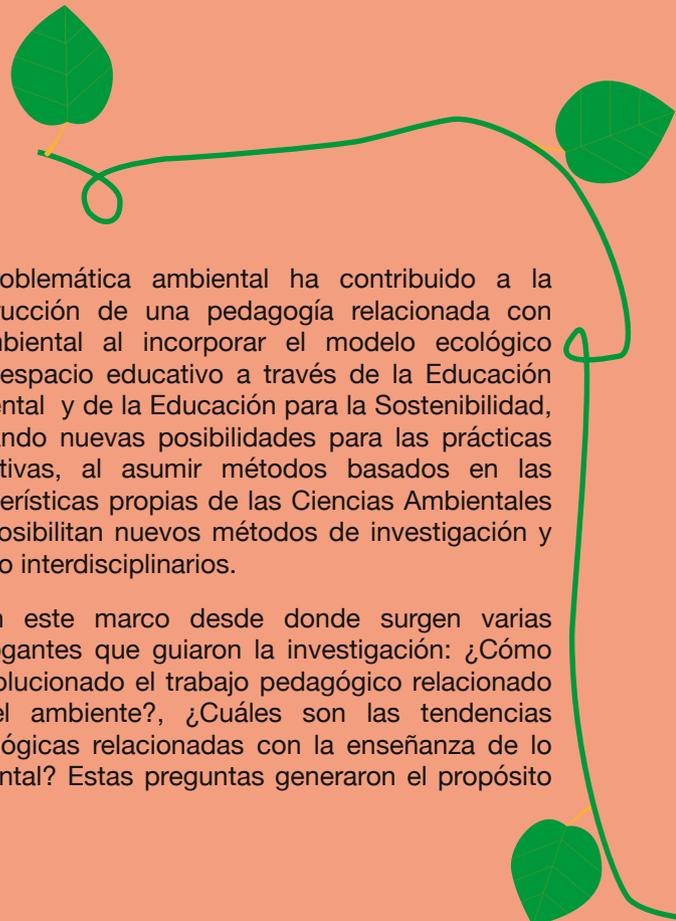 oblemática ambiental ha contribuido a la
ucción de una pedagogía relacionada con
biental al incorporar el modelo ecológico
espacio educativo a través de la Educación
ental y de la Educación para la Sostenibilidad,
ndo nuevas posibilidades para las prácticas
tivas, al asumir métodos basados en las
erísticas propias de las Ciencias Ambientales
osibilitan nuevos métodos de investigación y
o interdisciplinarios.
este marco desde donde surgen varias
gantes que guiaron la investigación: ¿Cómo
olucionado el trabajo pedagógico relacionado
el ambiente?, ¿Cuáles son las tendencias
ógicas relacionadas con la enseñanza de lo
ntal? Estas preguntas generaron el propósito